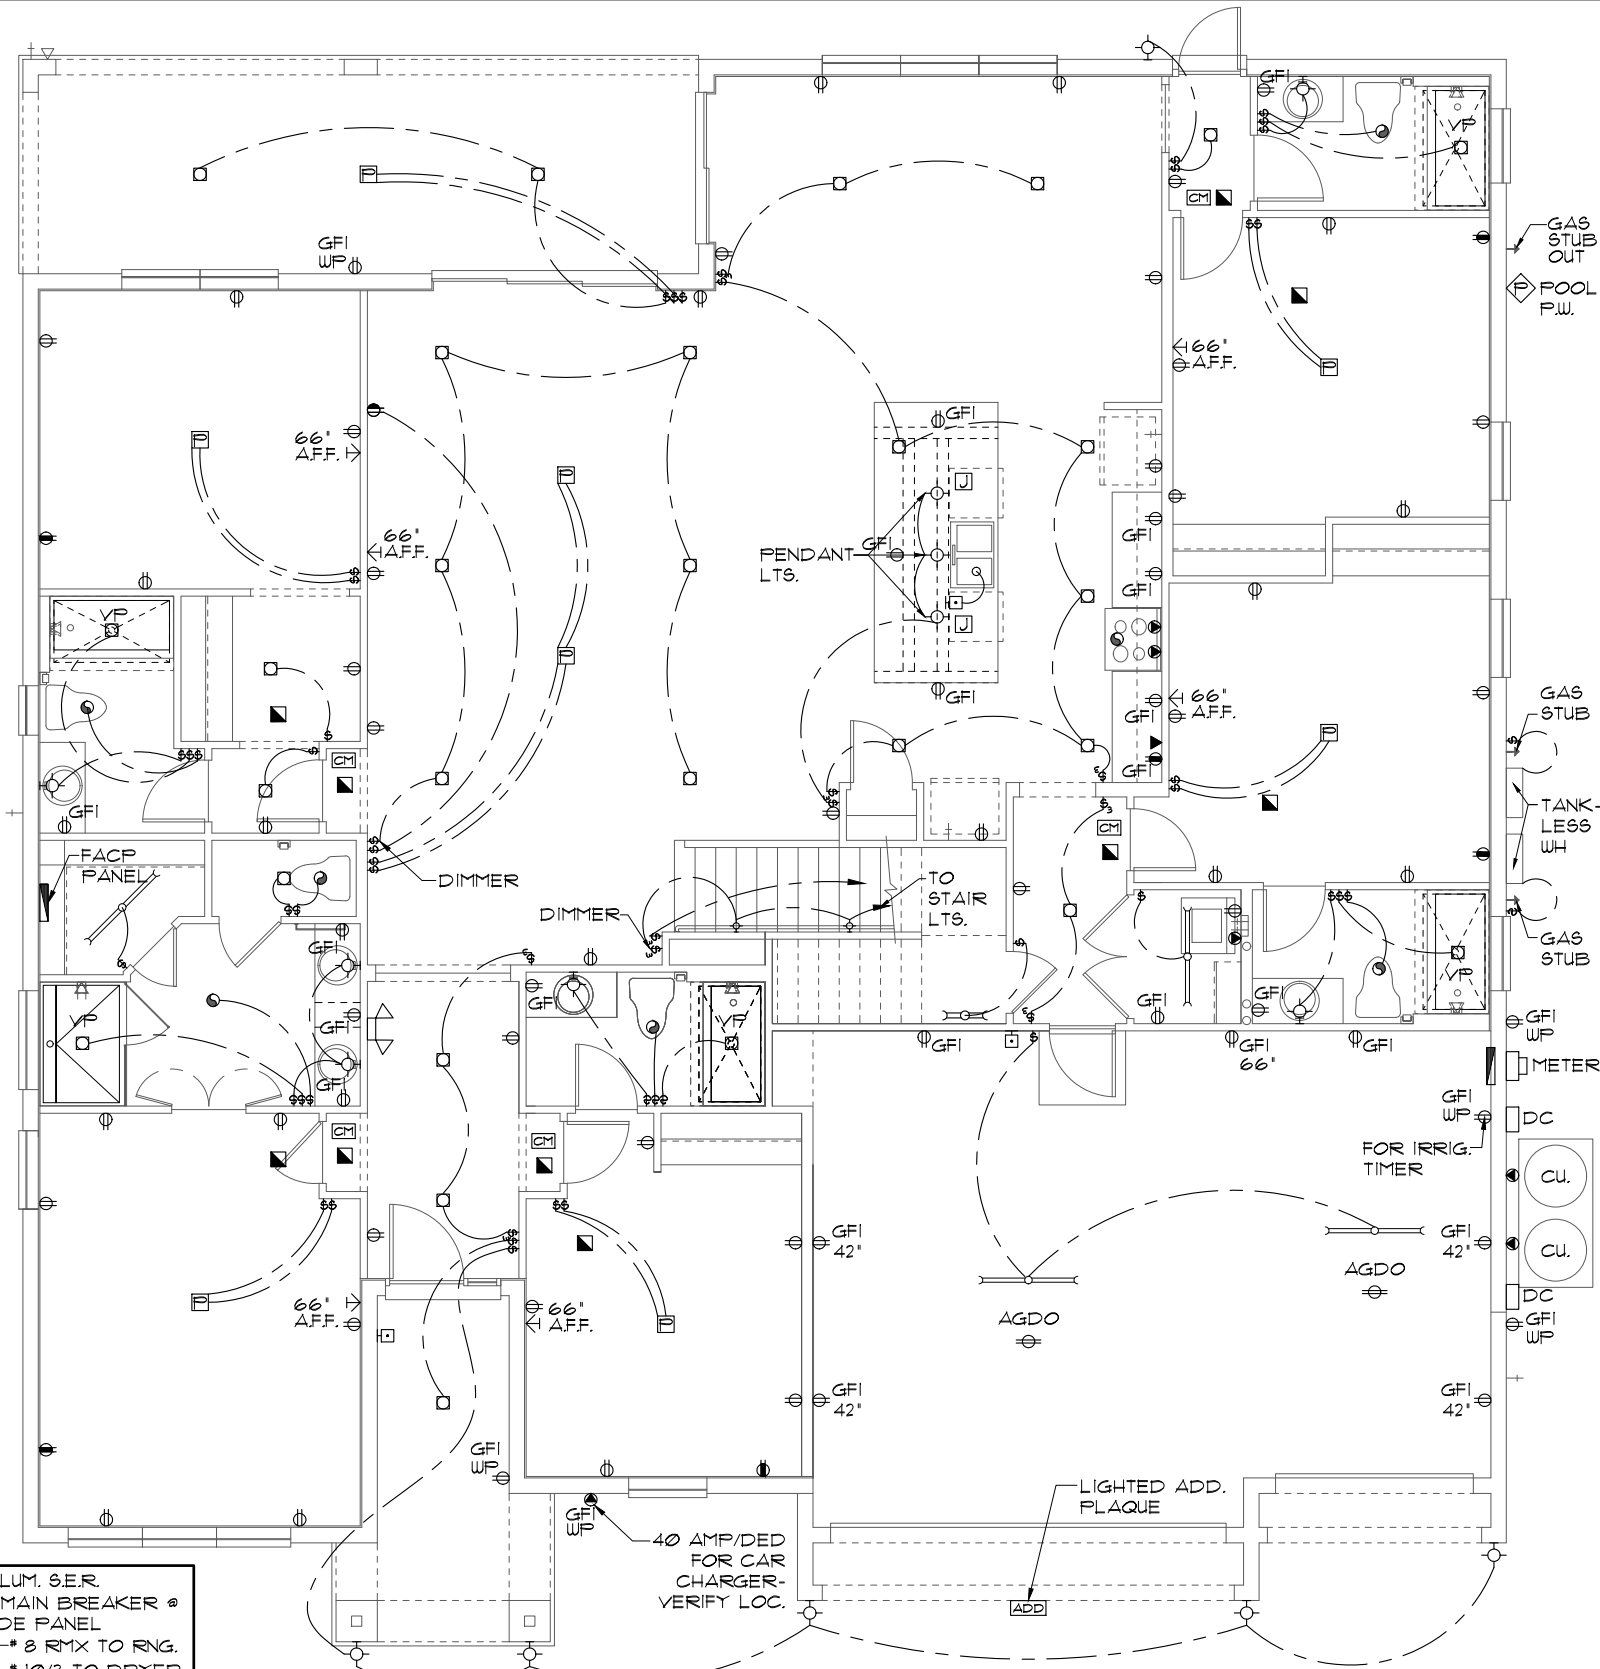 GFI
VP
CM
GAS
STUB
OUT
P
POOL
P.W.
P
GFI
WP
P
66"
A.F.F.
P
GFI
66"
A.F.F.
P
66"
A.F.F.
P
J
PENDANT
LTS.
GFI
GFI
GFI
J
GFI
VP
P
66"
A.F.F.
GFI
GFI
P
GAS
STUB
CM
GFI
TANK-
LESS
WH
CM
FACP
PANEL
DIMMER
TO
STAIR
LTS.
DIMMER
GAS
STUB
GFI
VP
GFI
GFI
GFI
VP
GFI
VP
GFI
GFI
GFI
66"
GFI
GFI
WP
METER
GFI
WP
DC
FOR IRRIG.
TIMER
CM
CM
CU.
GFI
42"
GFI
42"
CU.
AGDO
AGDO
DC
GFI
WP
P
66"
A.F.F.
66"
A.F.F.
P
GFI
42"
GFI
42"
GFI
WP
GFI
WP
LIGHTED ADD.
PLAQUE
40 AMP/DED
FOR CAR
CHARGER-
VERIFY LOC.
ADD
LUM. S.E.R.
MAIN BREAKER @
DE PANEL
-# 8 RMX TO RNG.
# 10/3 TO DRYER